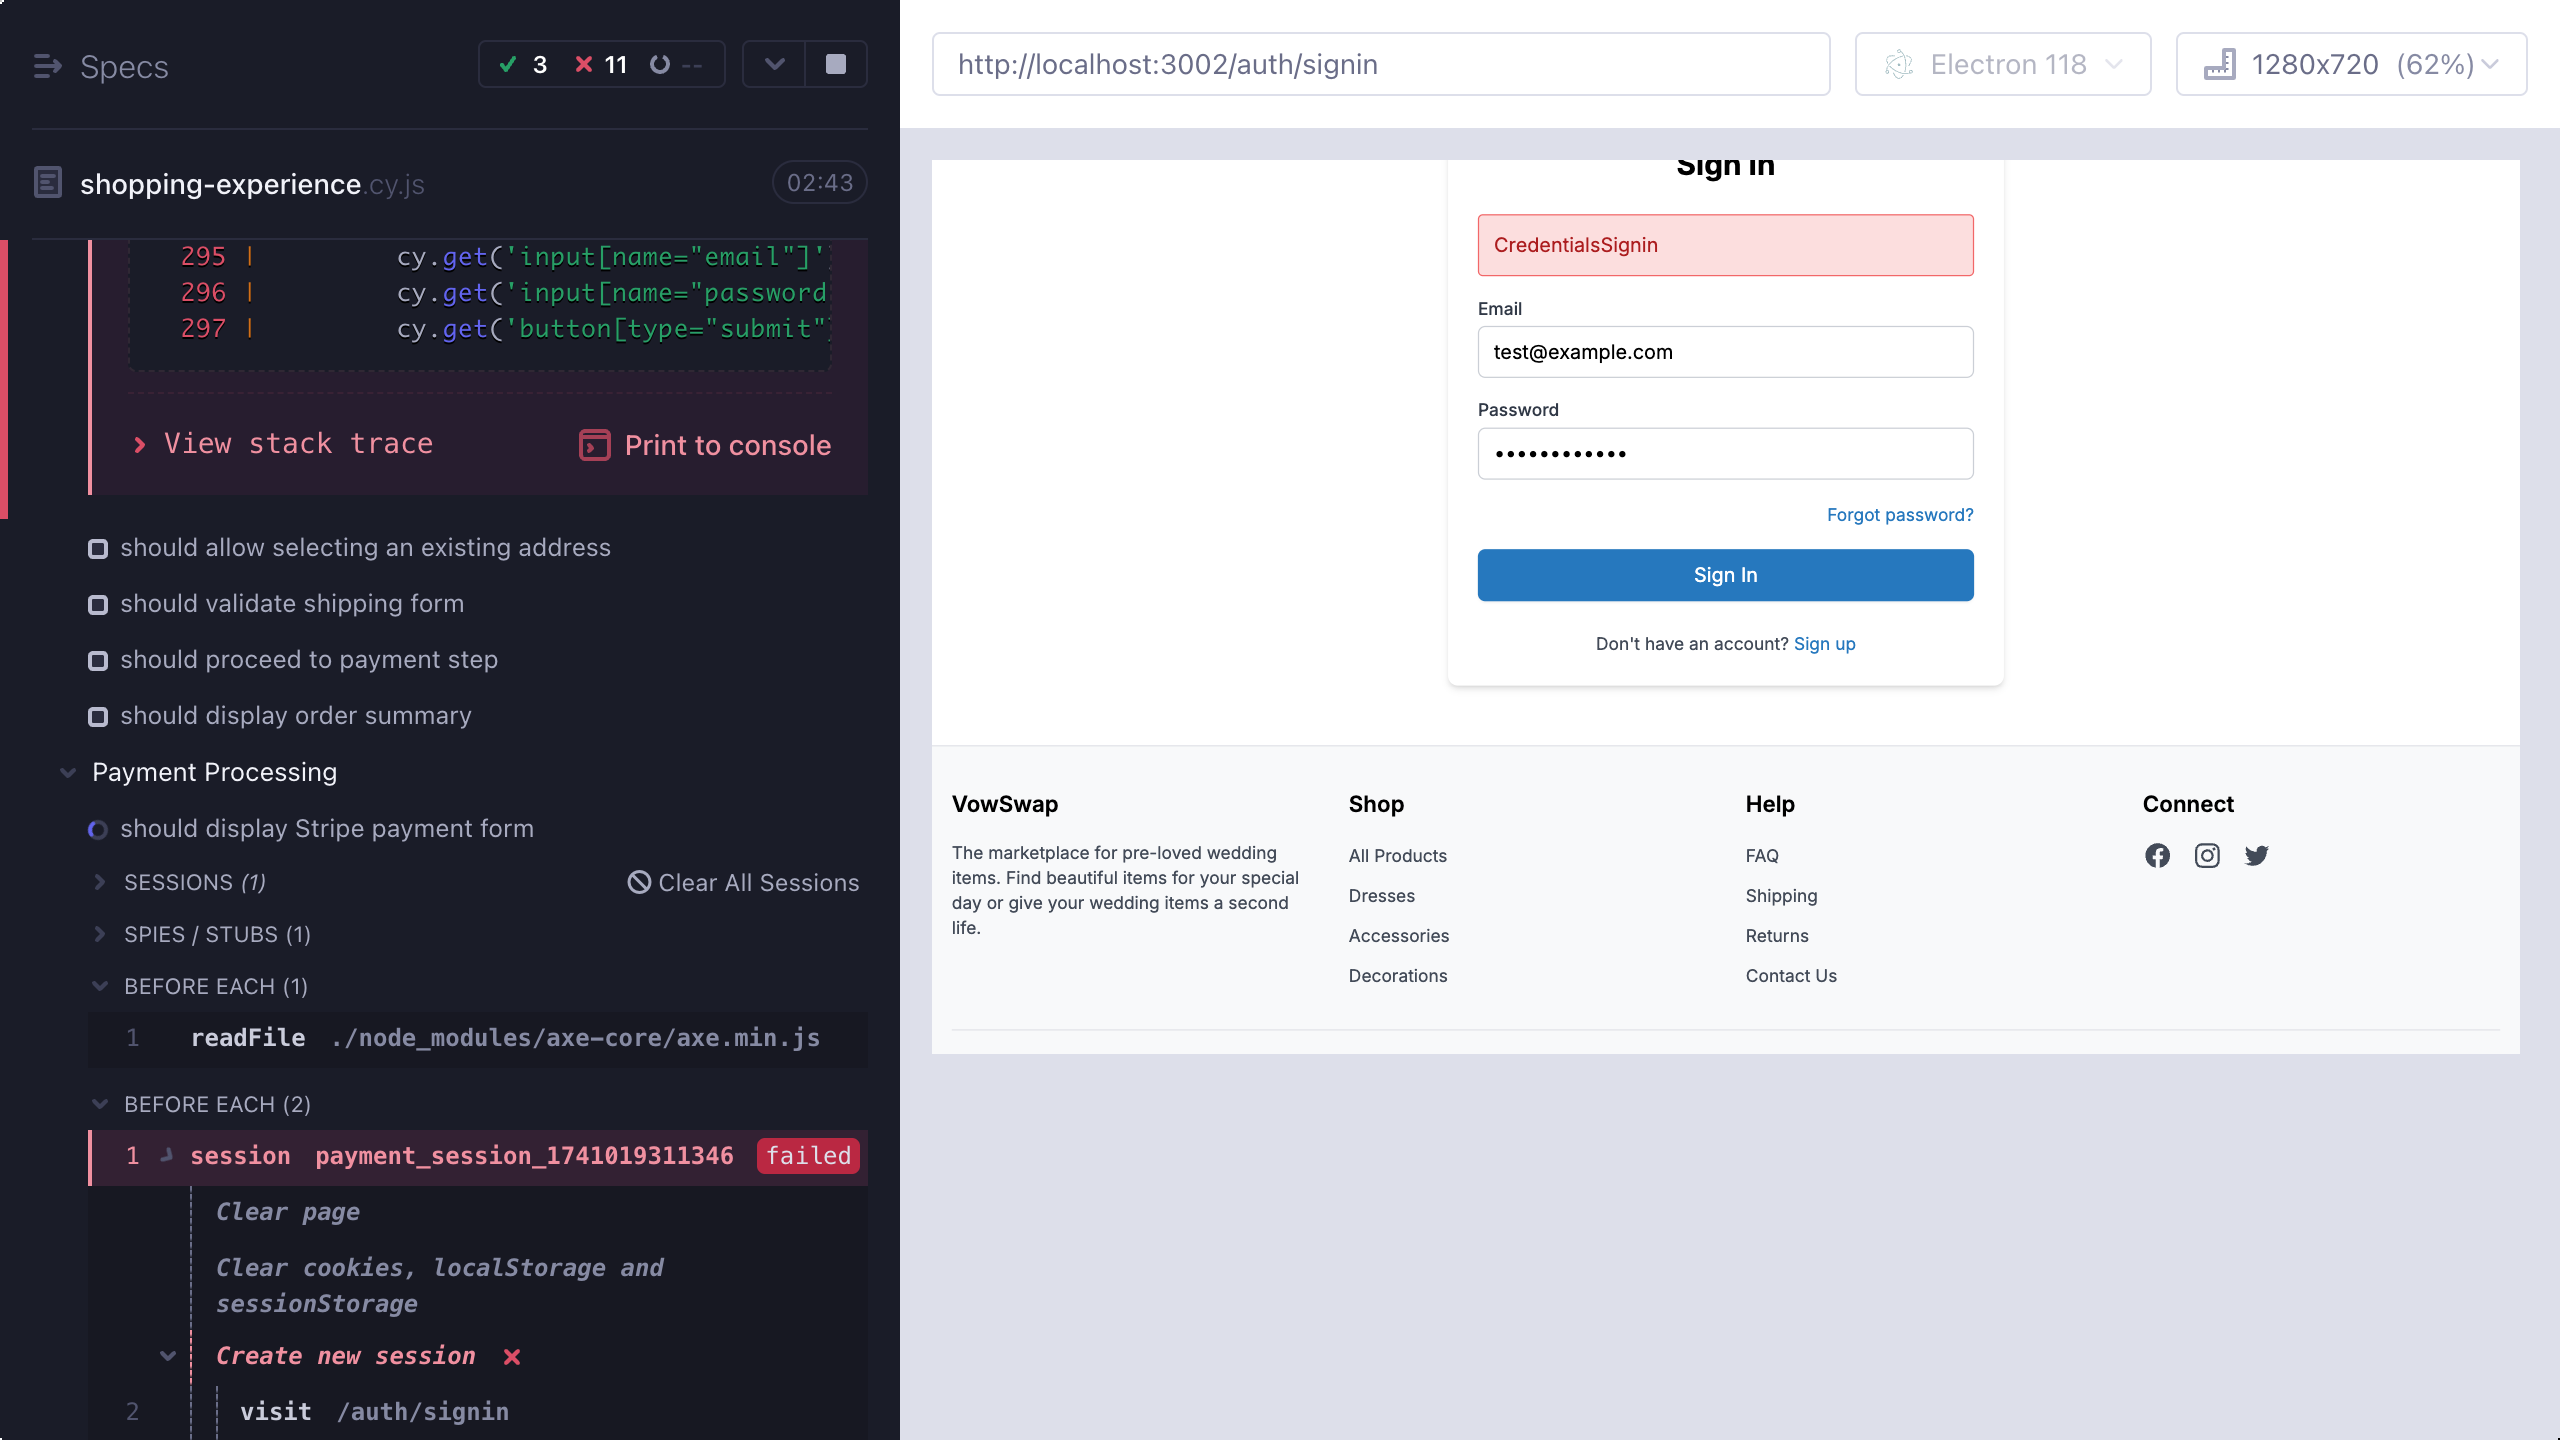 Specs
3 11 --
shopping-experience.cy.js
02:43
295 | cy.get('input[name="email"]')
296 | cy.get('input[name="password
297 | cy.get('button[type="submit"]
View stack trace
Print to console
should allow selecting an existing address
should validate shipping form
should proceed to payment step
should display order summary
Payment Processing
should display Stripe payment form
SESSIONS (1)
Clear All Sessions
SPIES / STUBS (1)
BEFORE EACH (1)
1 readFile ./node_modules/axe-core/axe.min.js
BEFORE EACH (2)
1 session payment_session_1741019311346 failed
Clear page
Clear cookies, localStorage and
sessionStorage
Create new session
2 visit /auth/signin
http://localhost:3002/auth/signin
Electron 118
1280x720 (62%)
Sign In
CredentialsSignin
Email
test@example.com
Password
••••••••••••
Forgot password?
Sign In
Don't have an account? Sign up
VowSwap
The marketplace for pre-loved wedding
items. Find beautiful items for your special
day or give your wedding items a second
life.
Shop
All Products
Dresses
Accessories
Decorations
Help
FAQ
Shipping
Returns
Contact Us
Connect